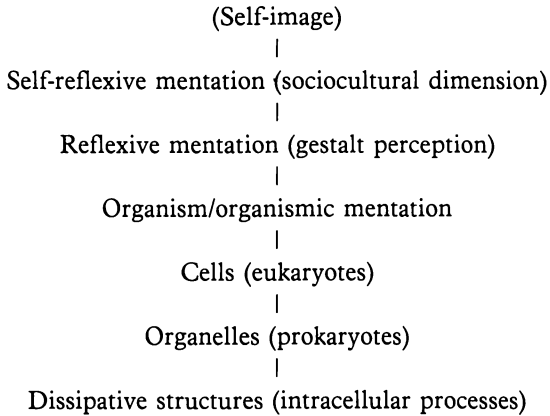 (Self-image)
Self-reflexive mentation (sociocultural dimension)
Reflexive mentation (gestalt perception)
Organism/organismic mentation
Cells (eukaryotes)
Organelles (prokaryotes)
Dissipative structures (intracellular processes)